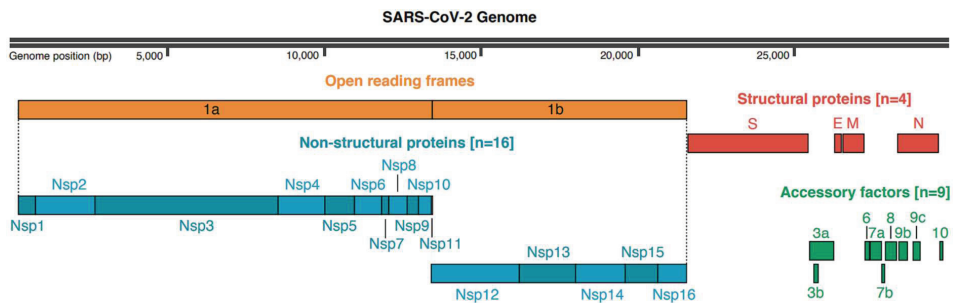 SARS-CoV-2 Genome
Genome position (bp) 5,000 10,000 15,000 20,000 25,000
Open reading frames
1a 1b
Structural proteins [n=4]
S E M N
Non-structural proteins [n=16]
Nsp8
Nsp2 Nsp4 Nsp6 Nsp10
Nsp1 Nsp3 Nsp5 Nsp9
Nsp7 Nsp11
Accessory factors [n=9]
6 8 9c
3a 7a 9b 10
3b 7b
Nsp13 Nsp15
Nsp12 Nsp14 Nsp16